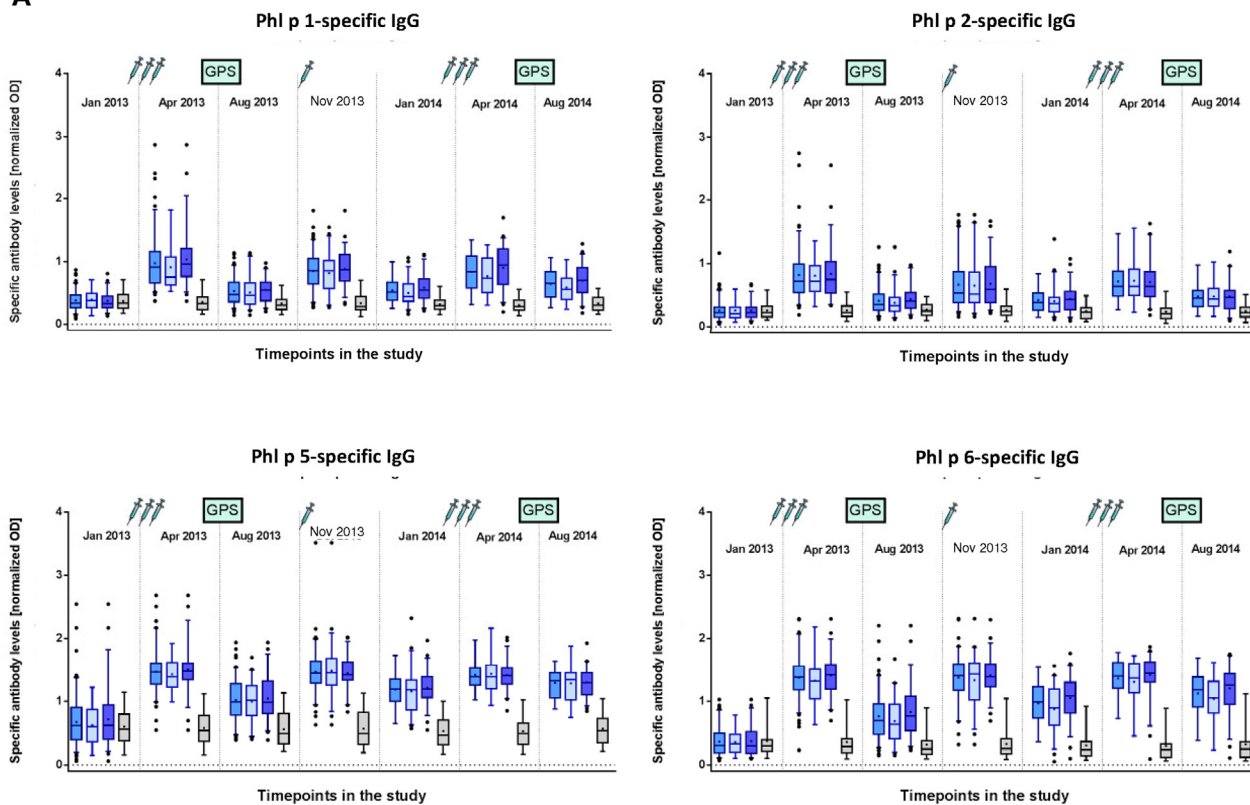 A
Phl p 1-specific IgG
Specific antibody levels [normalized OD]
4
3
2
1
0
GPS
GPS
Jan 2013
Apr 2013
Aug 2013
Nov 2013
Jan 2014
Apr 2014
Aug 2014
Timepoints in the study
Phl p 2-specific IgG
Specific antibody levels [normalized OD]
4
3
2
1
0
GPS
GPS
Jan 2013
Apr 2013
Aug 2013
Nov 2013
Jan 2014
Apr 2014
Aug 2014
Timepoints in the study
Phl p 5-specific IgG
Specific antibody levels [normalized OD]
4
3
2
1
0
GPS
GPS
Jan 2013
Apr 2013
Aug 2013
Nov 2013
Jan 2014
Apr 2014
Aug 2014
Timepoints in the study
Phl p 6-specific IgG
Specific antibody levels [normalized OD]
4
3
2
1
0
GPS
GPS
Jan 2013
Apr 2013
Aug 2013
Nov 2013
Jan 2014
Apr 2014
Aug 2014
Timepoints in the study